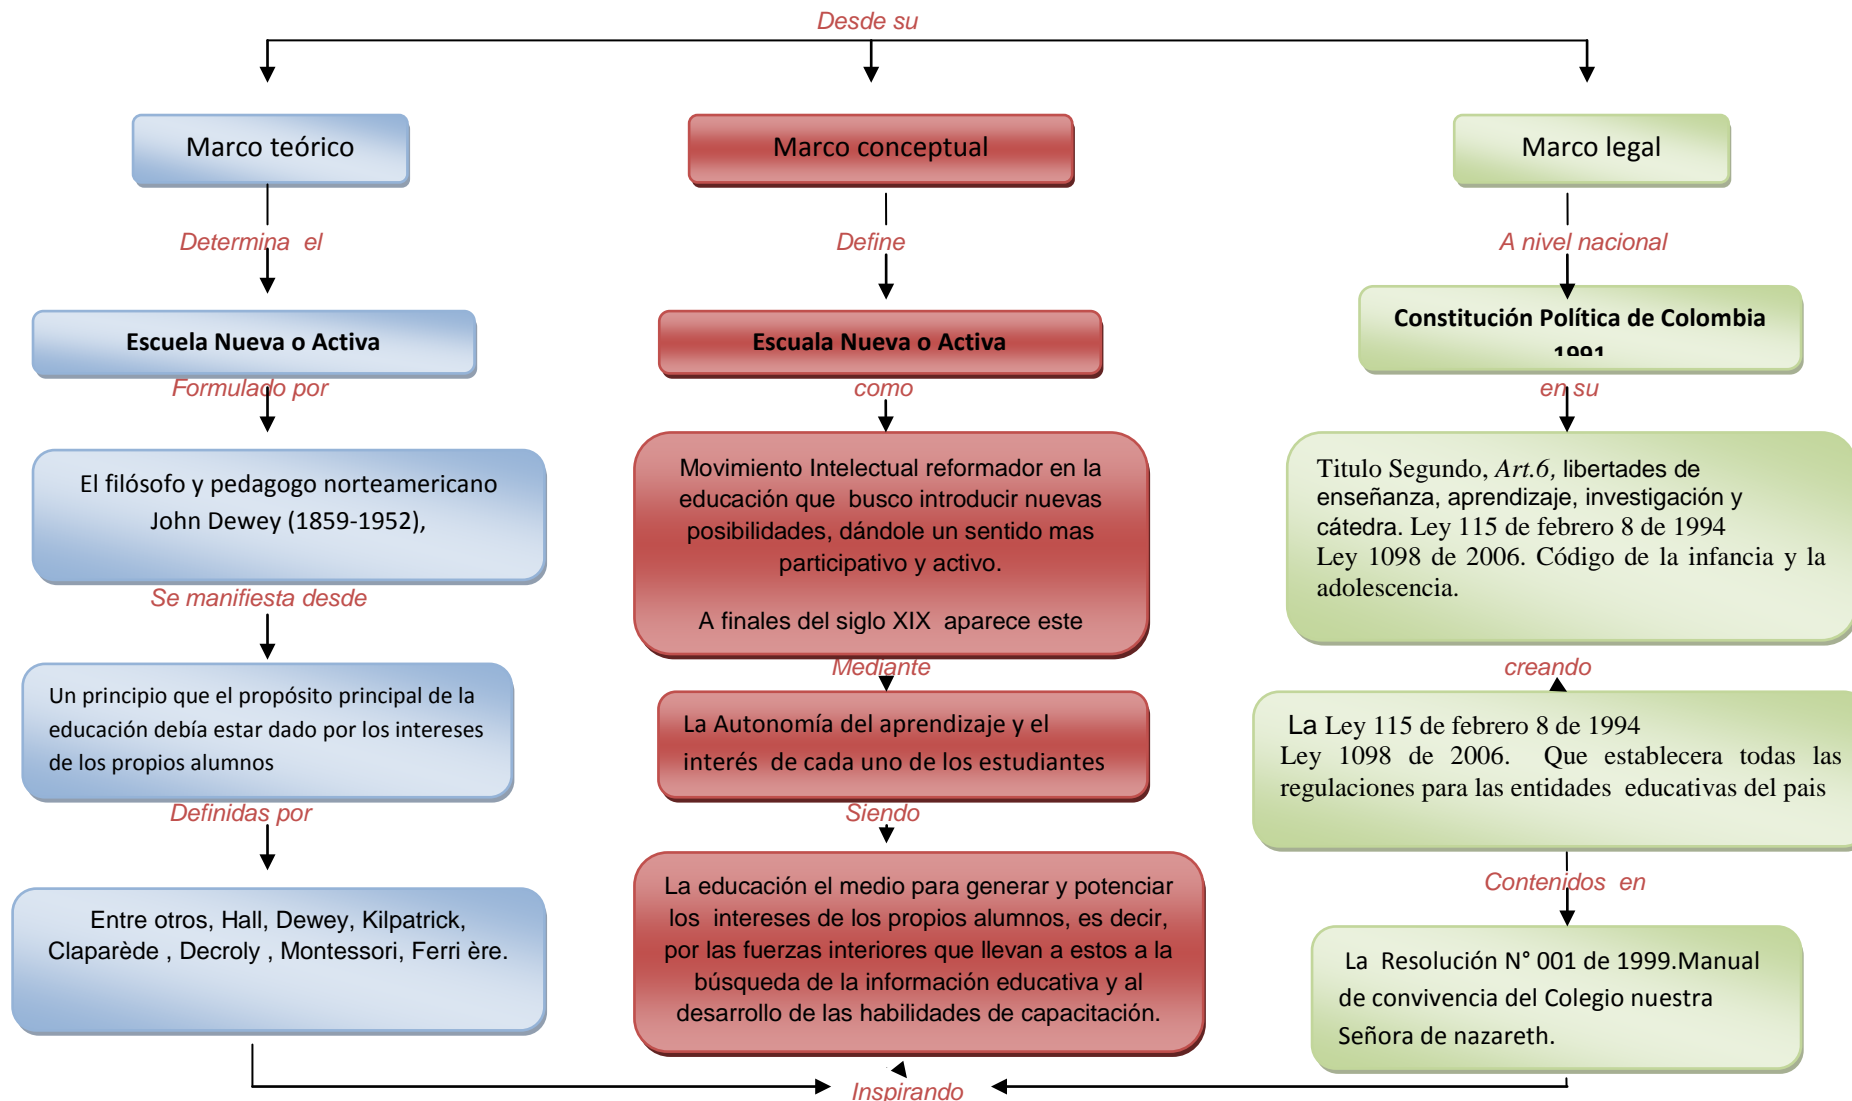 Desde su
Marco teórico
Determina  el
Escuela Nueva o Activa
Formulado por
El filósofo y pedagogo norteamericano
John Dewey (1859-1952),
Se manifiesta desde
Un principio que el propósito principal de la
educación debía estar dado por los intereses
de los propios alumnos
Definidas por
Entre otros, Hall, Dewey, Kilpatrick,
Claparède , Decroly , Montessori, Ferri ère.
Marco conceptual
Define
Escuala Nueva o Activa
como
Movimiento Intelectual reformador en la
educación que  busco introducir nuevas
posibilidades, dándole un sentido mas
participativo y activo.
A finales del siglo XIX  aparece este
Mediante
La Autonomía del aprendizaje y el
interés  de cada uno de los estudiantes
Siendo
La educación el medio para generar y potenciar
los  intereses de los propios alumnos, es decir,
por las fuerzas interiores que llevan a estos a la
búsqueda de la información educativa y al
desarrollo de las habilidades de capacitación.
Marco legal
A nivel nacional
Constitución Política de Colombia
1991
en su
Titulo Segundo, Art.6, libertades de
enseñanza, aprendizaje, investigación y
cátedra. Ley 115 de febrero 8 de 1994
Ley 1098 de 2006. Código de la infancia y la
adolescencia.
creando
La Ley 115 de febrero 8 de 1994
Ley 1098 de 2006.  Que establecera todas las
regulaciones para las entidades  educativas del pais
Contenidos  en
La  Resolución N° 001 de 1999.Manual
de convivencia del Colegio nuestra
Señora de nazareth.
Inspirando